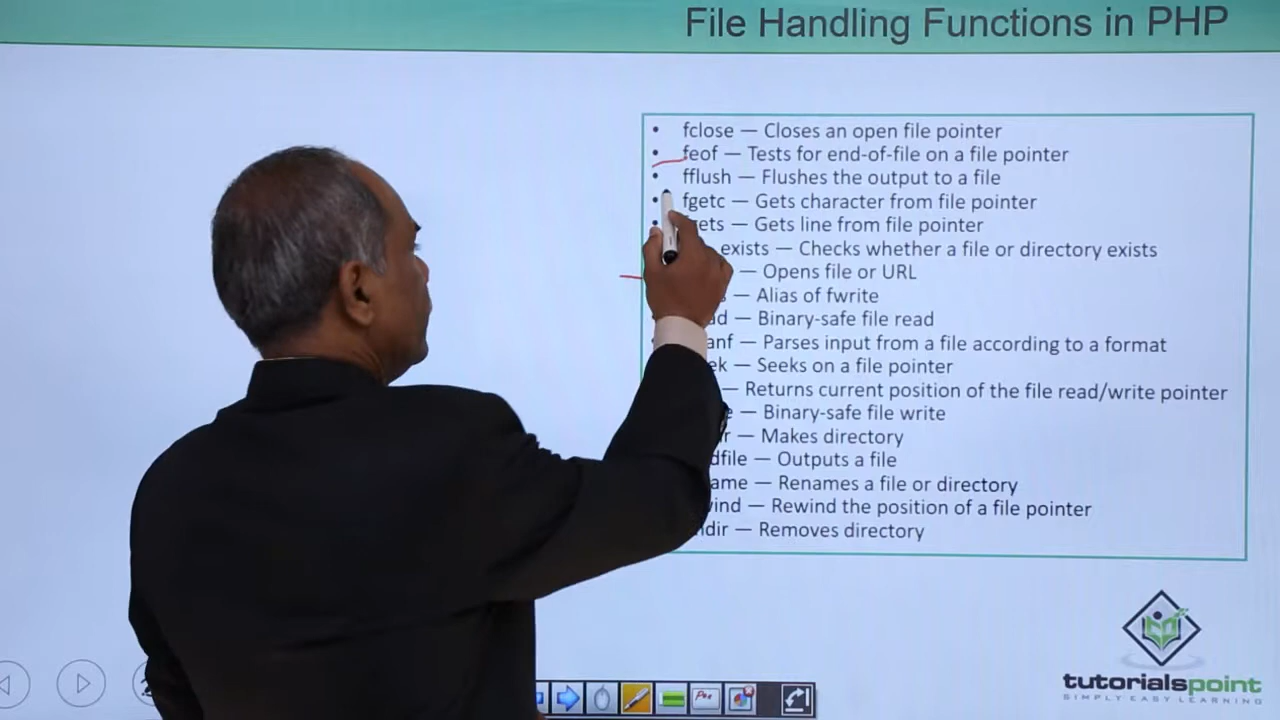 File Handling Functions in PHP
• fclose — Closes an open file pointer
• feof — Tests for end-of-file on a file pointer
• fflush — Flushes the output to a file
• fgetc — Gets character from file pointer
— Gets line from file pointer
exists — Checks whether a file or directory exists
— Opens file or URL
— Alias of fwrite
— Binary-safe file read
— Parses input from a file according to a format
— Seeks on a file pointer
— Returns current position of the file read/write pointer
— Binary-safe file write
— Makes directory
— Outputs a file
— Renames a file or directory
— Rewind the position of a file pointer
— Removes directory
tutorialspoint
SIMPLY EASY LEARNING